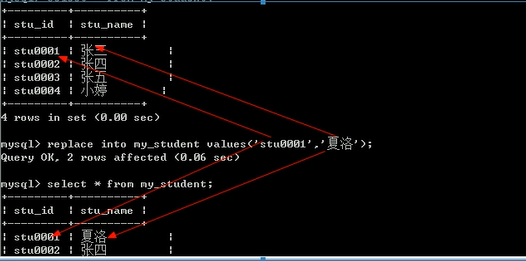 | stu_id | stu_name |
| stu0001 | 张三 |
| stu0002 | 张四 |
| stu0003 | 张五 |
| stu0004 | 小婷 |
4 rows in set (0.00 sec)
mysql> replace into my_student values('stu0001','夏洛');
Query OK, 2 rows affected (0.06 sec)
mysql> select * from my_student;
| stu_id | stu_name |
| stu0001 | 夏洛 |
| stu0002 | 张四 |